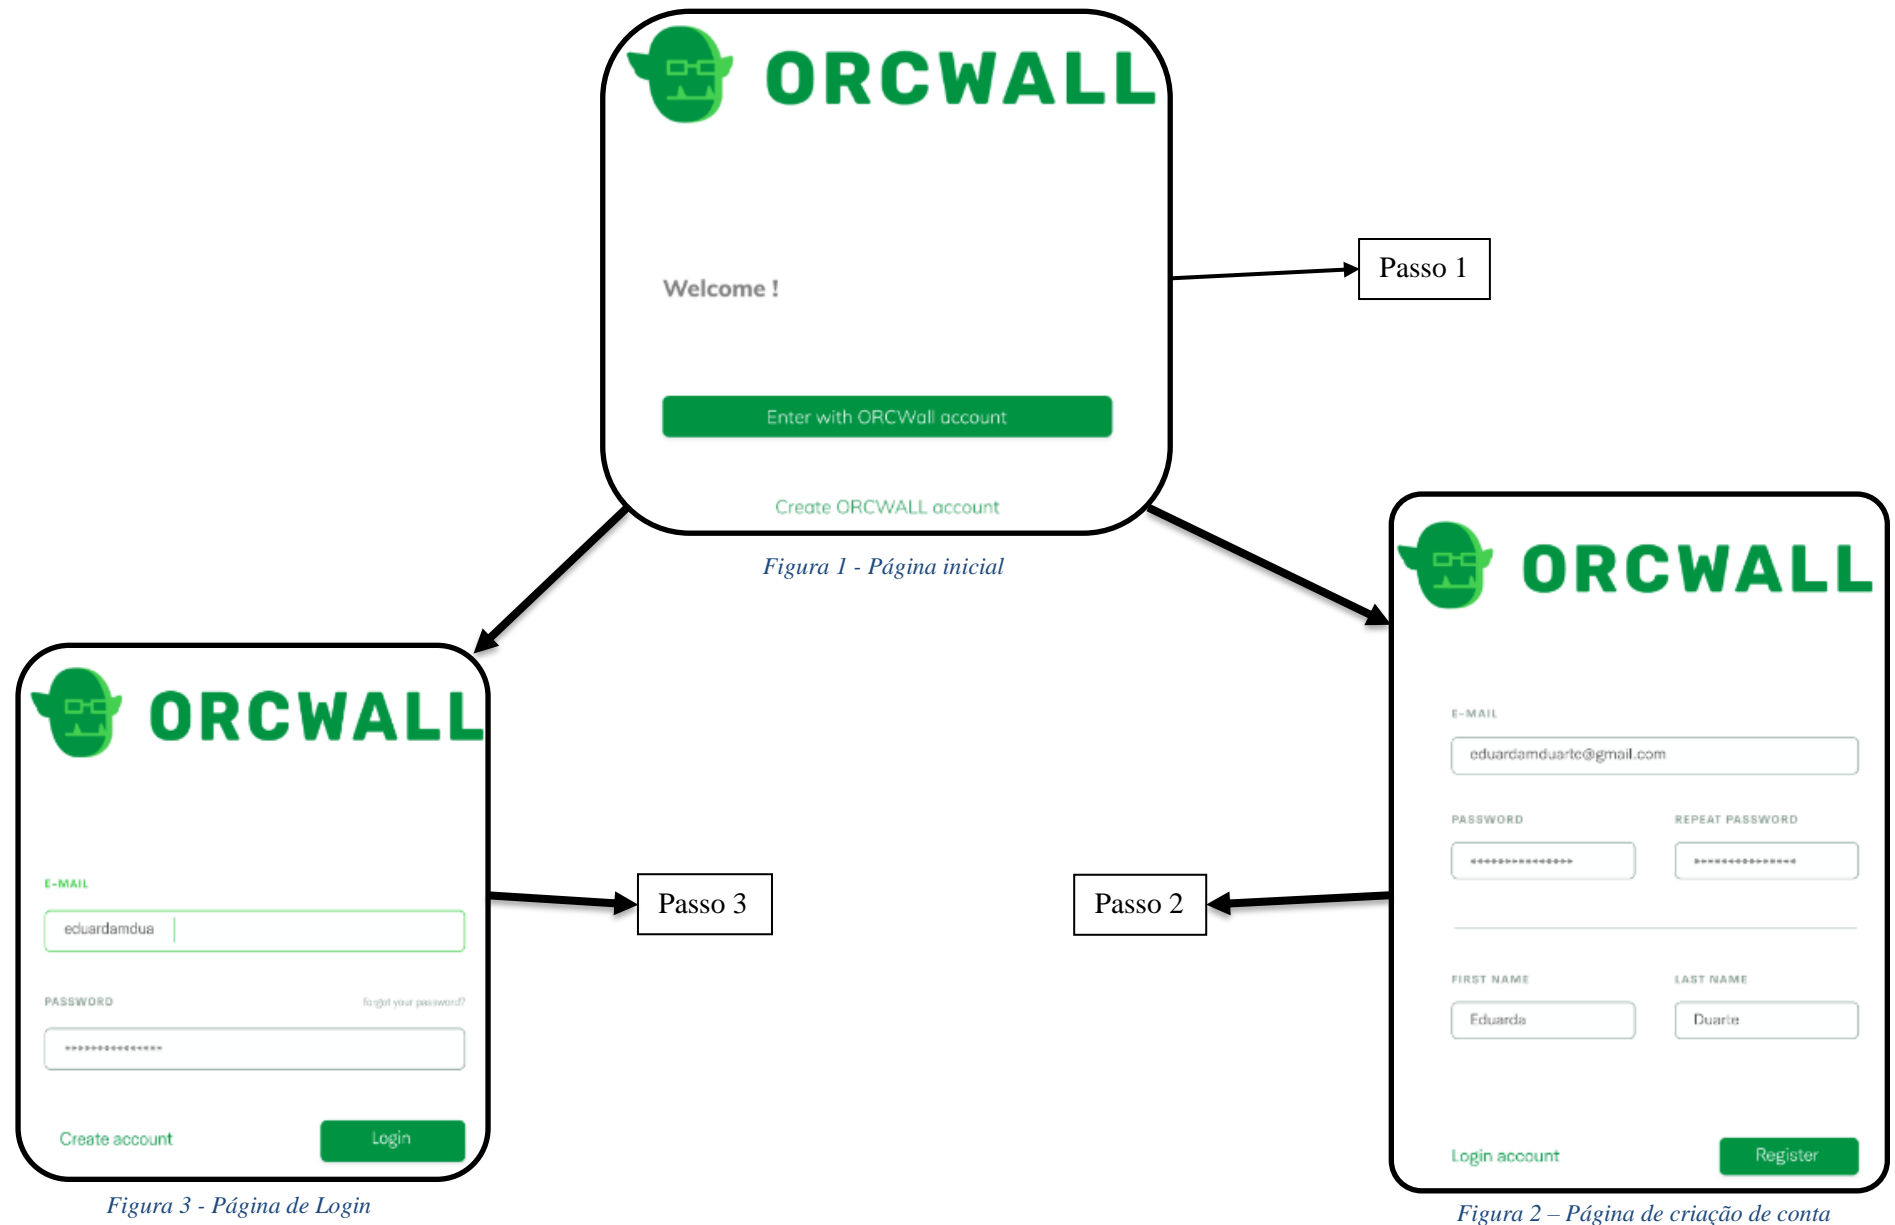 ORCWALL
Welcome !
Enter with ORCWall account
Create ORCWALL account
Figura 1 - Página inicial
Passo 1
ORCWALL
E-MAIL
eduardamduarte@gmail.com
PASSWORD REPEAT PASSWORD
*************** ***************
FIRST NAME LAST NAME
Eduarda Duarte
Login account Register
Figura 2 – Página de criação de conta
Passo 2
ORCWALL
E-MAIL
eduardamdua
PASSWORD forgot your password?
***************
Create account Login
Figura 3 - Página de Login
Passo 3